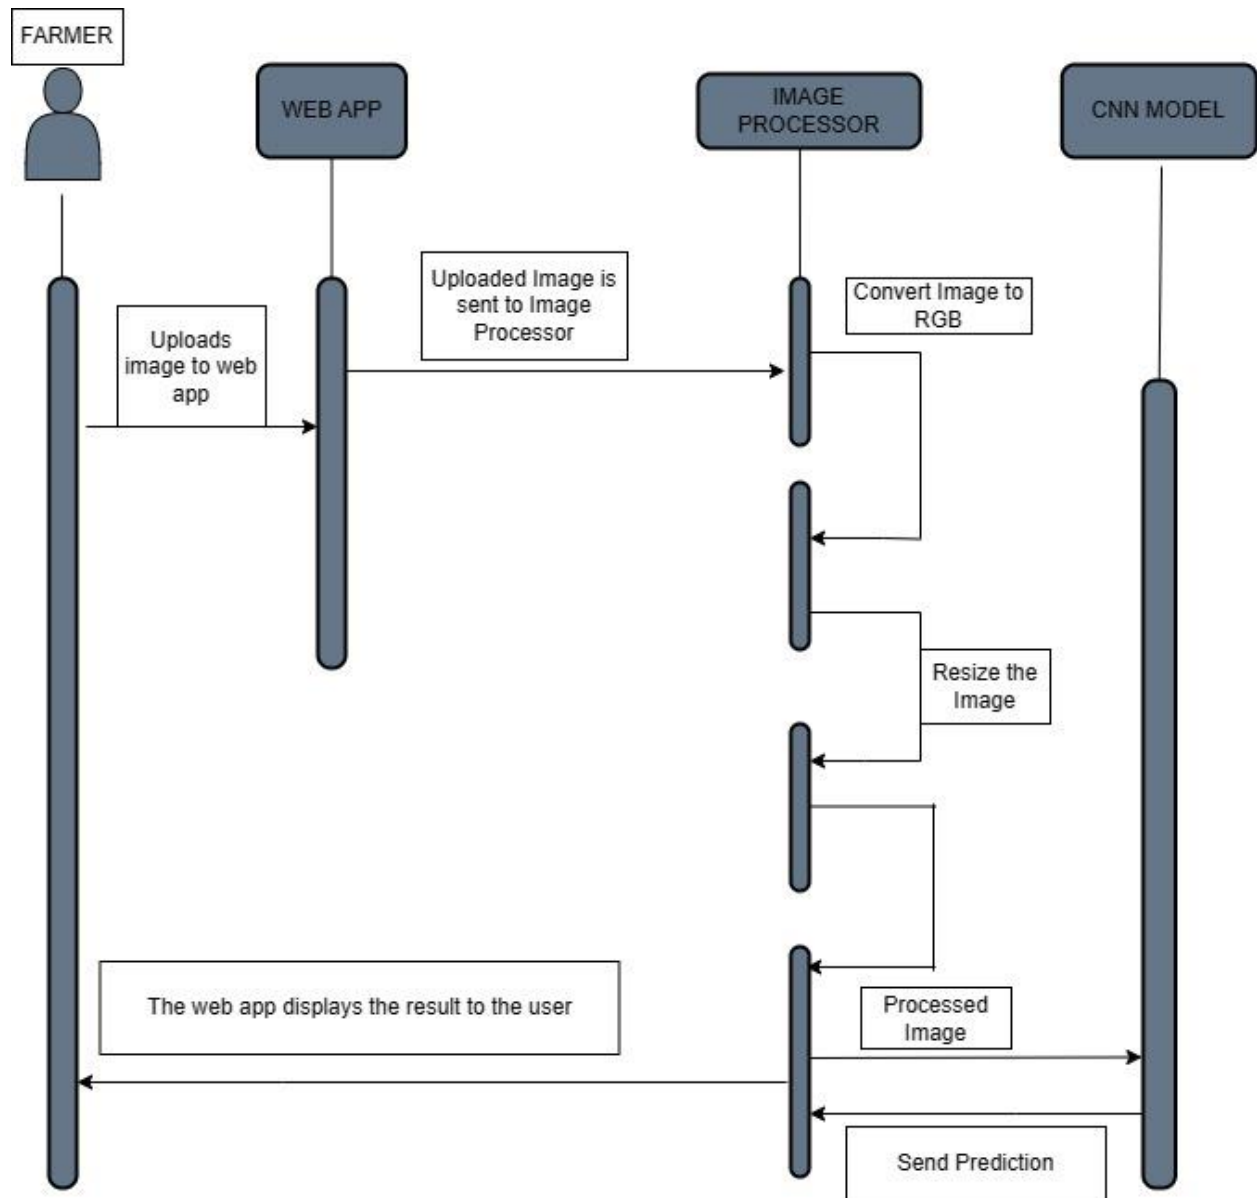 FARMER
WEB APP
IMAGE
PROCESSOR
CNN MODEL
Uploaded Image is
sent to Image
Processor
Convert Image to
RGB
Uploads
image to web
app
Resize the
Image
The web app displays the result to the user
Processed
Image
Send Prediction